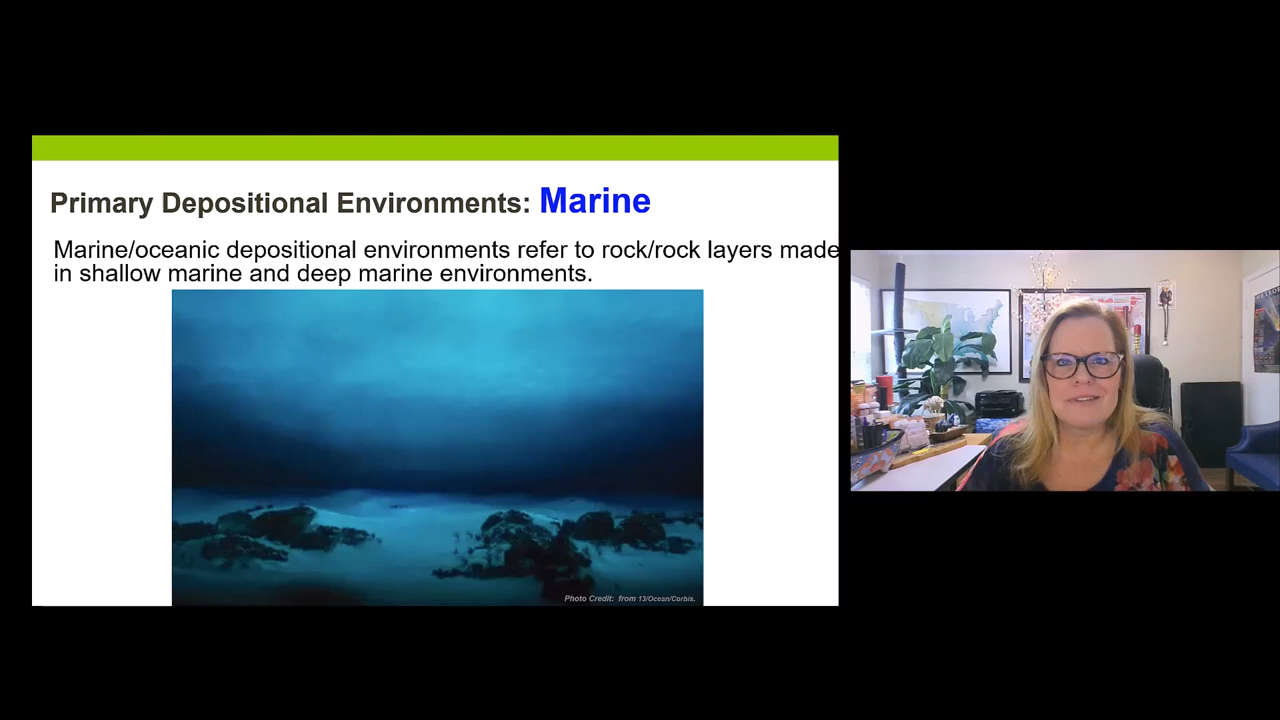 Primary Depositional Environments: Marine
Marine/oceanic depositional environments refer to rock/rock layers made
in shallow marine and deep marine environments.
Photo Credit: from 13/Ocean/Corbis.